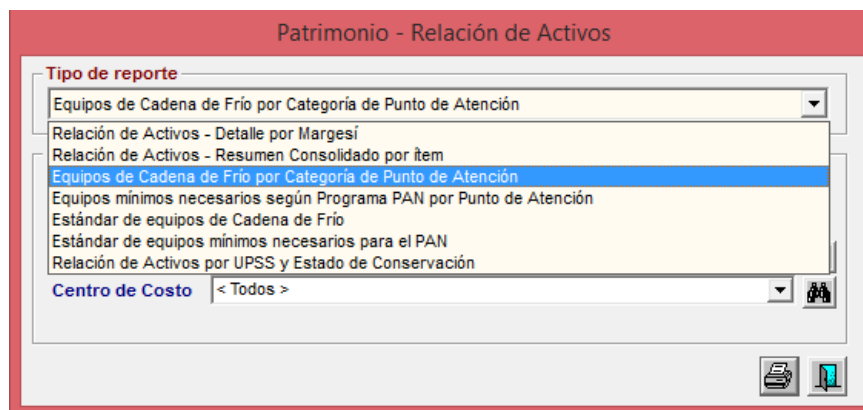 Patrimonio - Relación de Activos
Tipo de reporte
Equipos de Cadena de Frío por Categoría de Punto de Atención
Relación de Activos - Detalle por Margesí
Relación de Activos - Resumen Consolidado por ítem
Equipos de Cadena de Frío por Categoría de Punto de Atención
Equipos mínimos necesarios según Programa PAN por Punto de Atención
Estándar de equipos de Cadena de Frío
Estándar de equipos mínimos necesarios para el PAN
Relación de Activos por UPSS y Estado de Conservación
Centro de Costo < Todos >